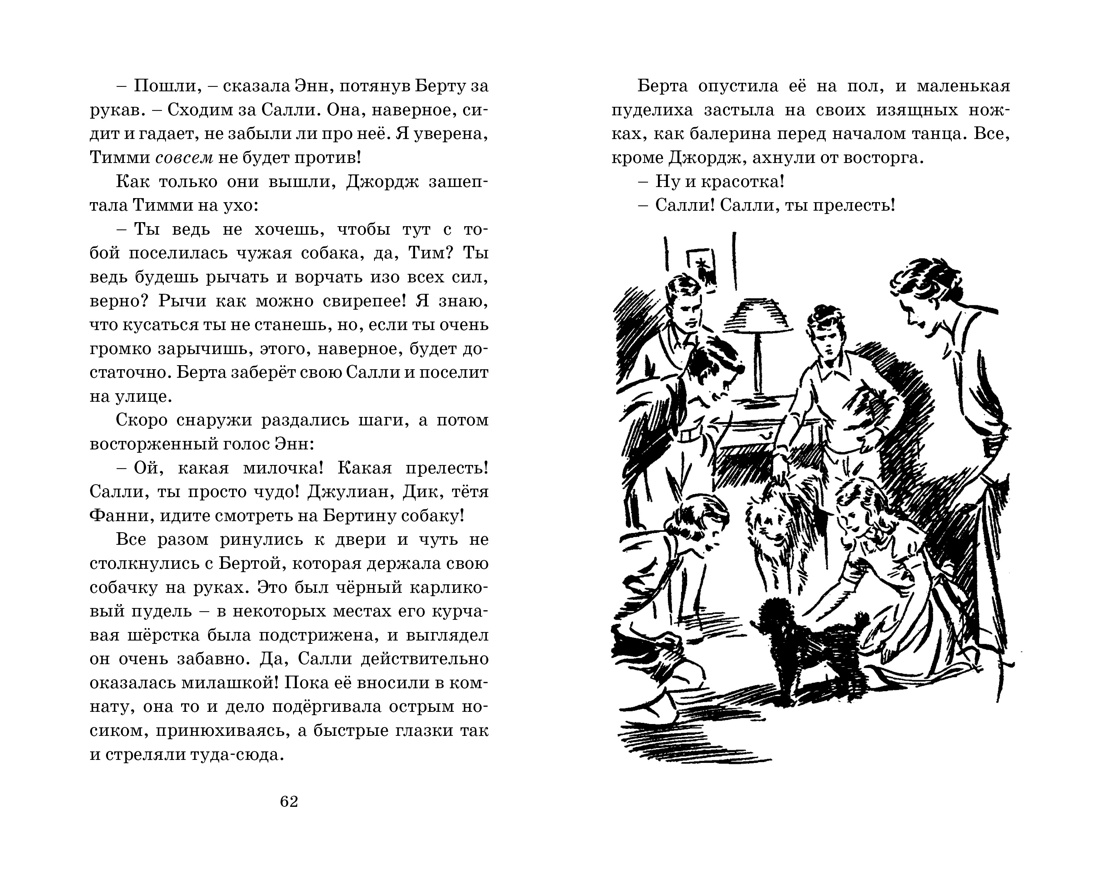 – Пошли, – сказала Энн, потянув Берту за
рукав. – Сходим за Салли. Она, наверное, си-
дит и гадает, не забыли ли про неё. Я уверена,
Тимми совсем не будет против!
Как только они вышли, Джордж зашеп-
тала Тимми на ухо:
– Ты ведь не хочешь, чтобы тут с то-
бой поселилась чужая собака, да, Тим? Ты
ведь будешь рычать и ворчать изо всех сил,
верно? Рычи как можно свирепее! Я знаю,
что кусаться ты не станешь, но, если ты очень
громко зарычишь, этого, наверное, будет до-
статочно. Берта заберёт свою Салли и поселит
на улице.
Скоро снаружи раздались шаги, а потом
восторженный голос Энн:
– Ой, какая милочка! Какая прелесть!
Салли, ты просто чудо! Джулиан, Дик, тётя
Фанни, идите смотреть на Бертину собаку!
Все разом ринулись к двери и чуть не
столкнулись с Бертой, которая держала свою
собачку на руках. Это был чёрный карлико-
вый пудель – в некоторых местах его курча-
вая шёрстка была подстрижена, и выглядел
он очень забавно. Да, Салли действительно
оказалась милашкой! Пока её вносили в ком-
нату, она то и дело подёргивала острым но-
сиком, принюхиваясь, а быстрые глазки так
и стреляли туда-сюда.
62
Берта опустила её на пол, и маленькая
пуделиха застыла на своих изящных нож-
ках, как балерина перед началом танца. Все,
кроме Джордж, ахнули от восторга.
– Ну и красотка!
– Салли! Салли, ты прелесть!